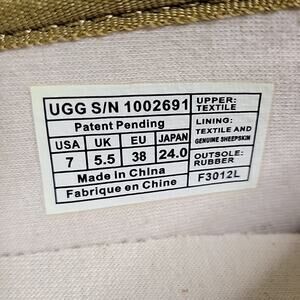 UGG S/N 1002691
Patent Pending
USA UK EU JAPAN
7 5.5 38 24.0
Made in China
Fabrique en Chine
UPPER:
TEXTILE
LINING:
TEXTILE AND
GENUINE SHEEPSKIN
OUTSOLE:
RUBBER
F3012L